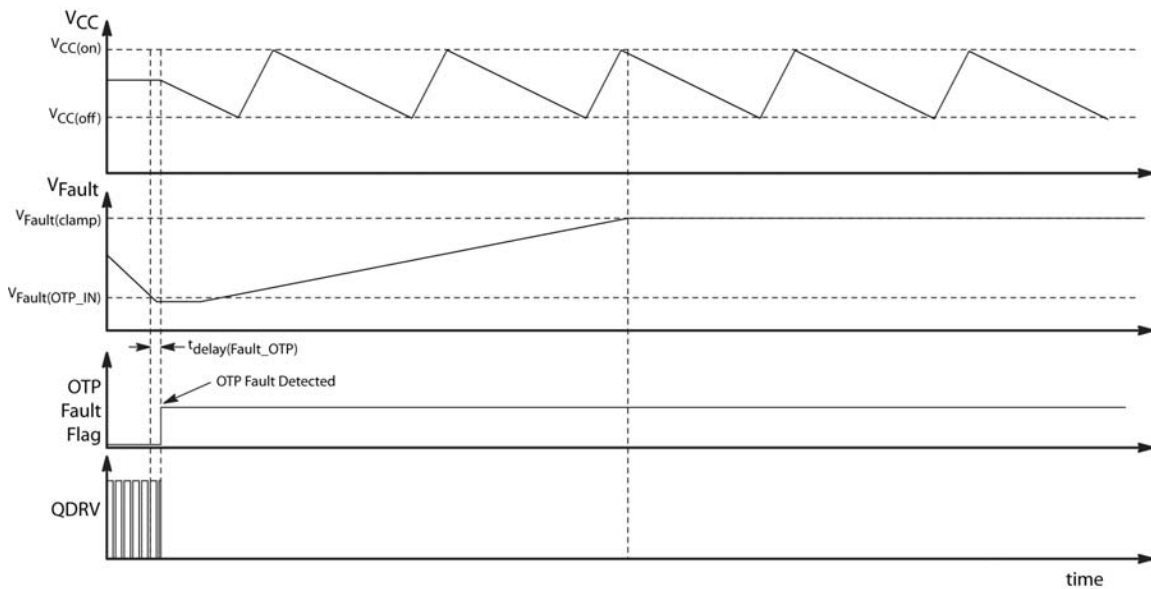 VCC
VCC(on)
VCC(off)
VFault
VFault(clamp)
VFault(OTP_IN)
tdelay(Fault_OTP)
OTP Fault Detected
OTP
Fault
Flag
QDRV
time